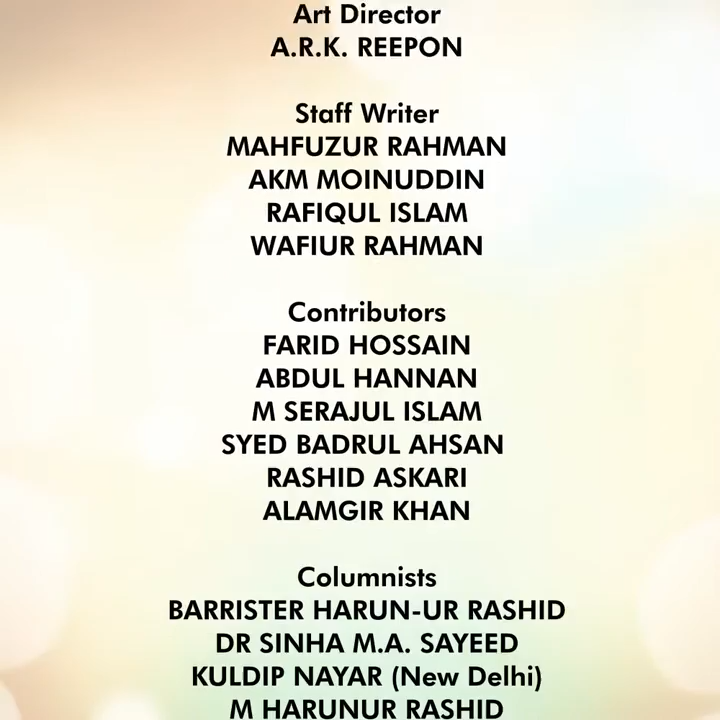 Art Director
A.R.K. REEPON
Staff Writer
MAHFUZUR RAHMAN
AKM MOINUDDIN
RAFIQUL ISLAM
WAFIUR RAHMAN
Contributors
FARID HOSSAIN
ABDUL HANNAN
M SERAJUL ISLAM
SYED BADRUL AHSAN
RASHID ASKARI
ALAMGIR KHAN
Columnists
BARRISTER HARUN-UR RASHID
DR SINHA M.A. SAYEED
KULDIP NAYAR (New Delhi)
M HARUNUR RASHID